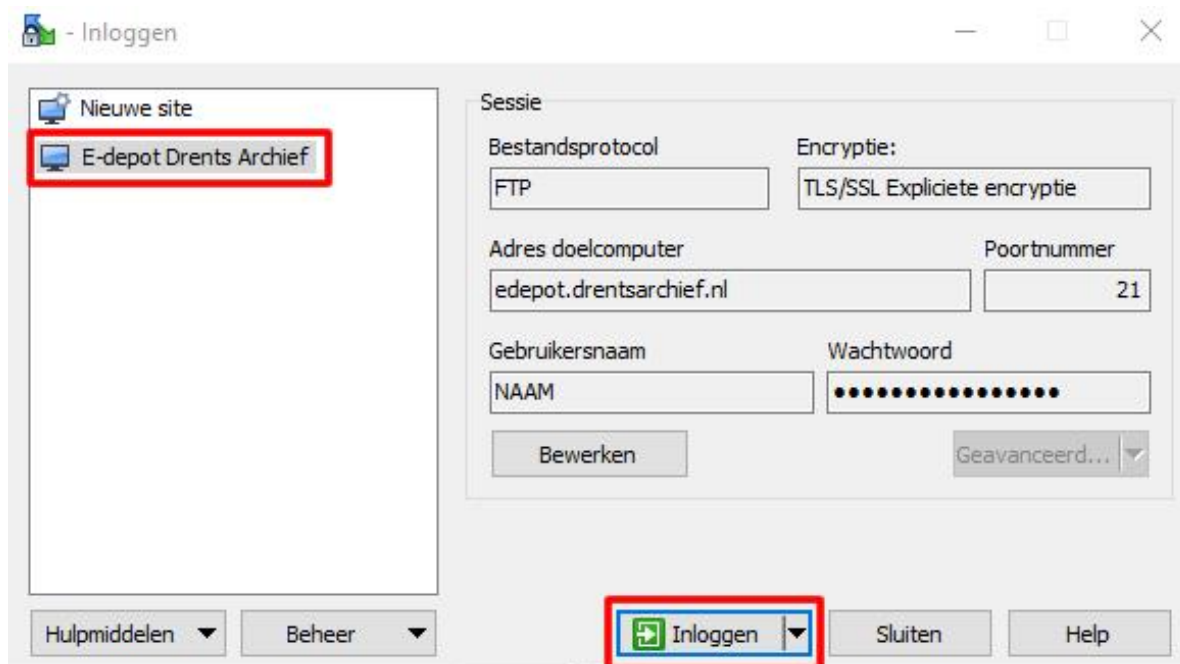 - Inloggen
Nieuwe site
E-depot Drents Archief
Sessie
Bestandsprotocol Encryptie:
FTP TLS/SSL Expliciete encryptie
Adres doelcomputer Poortnummer
edepot.drentsarchief.nl 21
Gebruikersnaam Wachtwoord
NAAM ••••••••••••••••
Bewerken Geavanceerd...
Hulpmiddelen Beheer Inloggen Sluiten Help